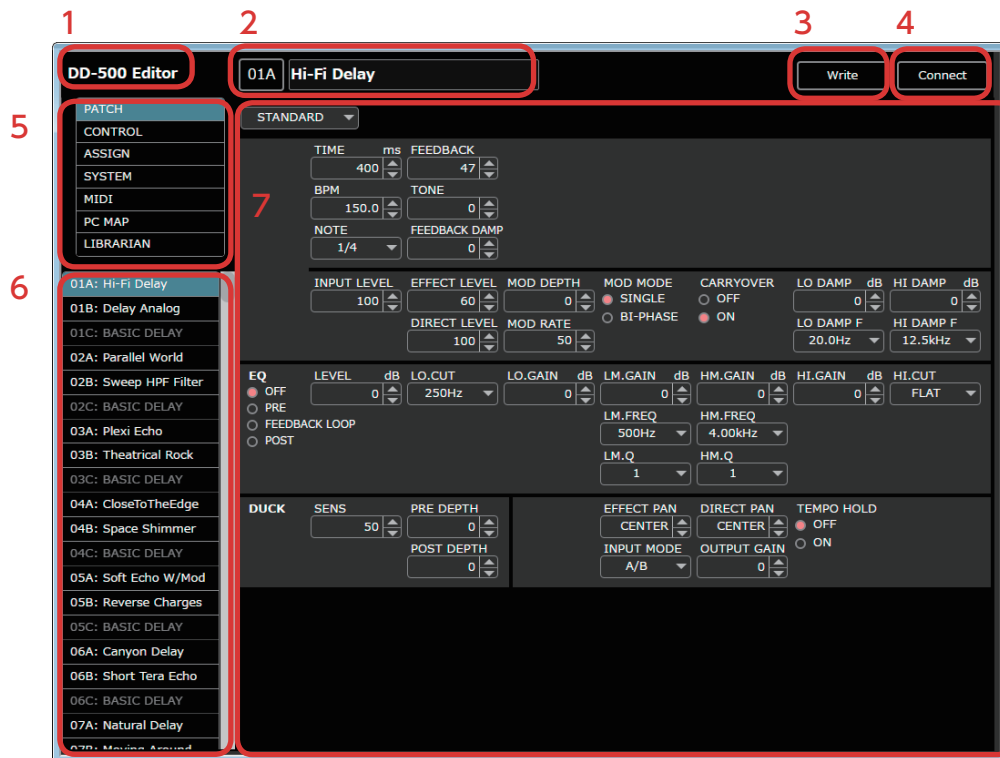 1 2 3 4
DD-500 Editor 01A Hi-Fi Delay Write Connect
5
PATCH
CONTROL
ASSIGN
SYSTEM
MIDI
PC MAP
LIBRARIAN
6
01A: Hi-Fi Delay
01B: Delay Analog
01C: BASIC DELAY
02A: Parallel World
02B: Sweep HPF Filter
02C: BASIC DELAY
03A: Plexi Echo
03B: Theatrical Rock
03C: BASIC DELAY
04A: CloseToTheEdge
04B: Space Shimmer
04C: BASIC DELAY
05A: Soft Echo W/Mod
05B: Reverse Charges
05C: BASIC DELAY
06A: Canyon Delay
06B: Short Tera Echo
06C: BASIC DELAY
07A: Natural Delay
07B: Moving Around
STANDARD
7
TIME ms FEEDBACK
400 47
BPM TONE
150.0 0
NOTE FEEDBACK DAMP
1/4 0
INPUT LEVEL EFFECT LEVEL MOD DEPTH MOD MODE CARRYOVER LO DAMP dB HI DAMP dB
100 60 0 SINGLE OFF 0 0
BI-PHASE ON
DIRECT LEVEL MOD RATE LO DAMP F HI DAMP F
100 50 20.0Hz 12.5kHz
EQ LEVEL dB LO.CUT LO.GAIN dB LM.GAIN dB HM.GAIN dB HI.GAIN dB HI.CUT
OFF 0 250Hz 0 0 0 0 FLAT
PRE
LM.FREQ HM.FREQ
FEEDBACK LOOP
500Hz 4.00kHz
POST
LM.Q HM.Q
1 1
DUCK SENS PRE DEPTH EFFECT PAN DIRECT PAN TEMPO HOLD
50 0 CENTER CENTER OFF
ON
POST DEPTH INPUT MODE OUTPUT GAIN
0 A/B 0